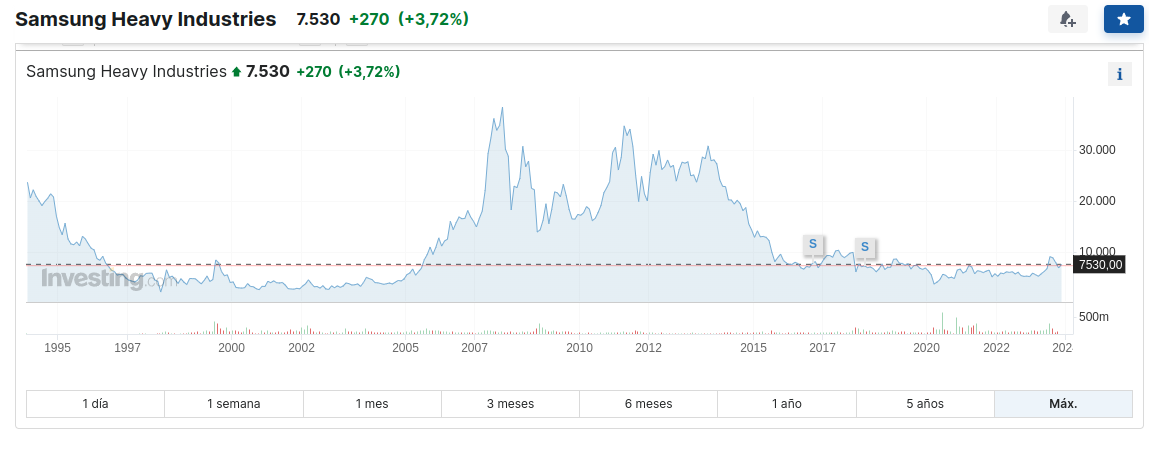 Samsung Heavy Industries 7.530 +270 (+3,72%)
Samsung Heavy Industries 7.530 +270 (+3,72%)
i
30.000
20.000
S S
10.000
7530,00
Investing.com
500m
1995 1997 2000 2002 2005 2007 2010 2012 2015 2017 2020 2022 202
1 día 1 semana 1 mes 3 meses 6 meses 1 año 5 años Máx.